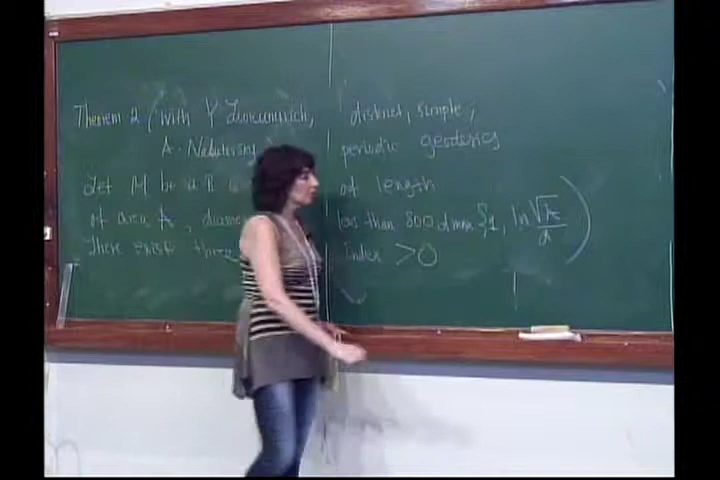 Theorem 2 (with Y Liokumovich,
A. Nabutovsky
Let M be a R
of area A, diame
There exist three
distinct, simple,
periodic geodesics
of length
less than 800 d max {1, ln √A/d )
Index > 0